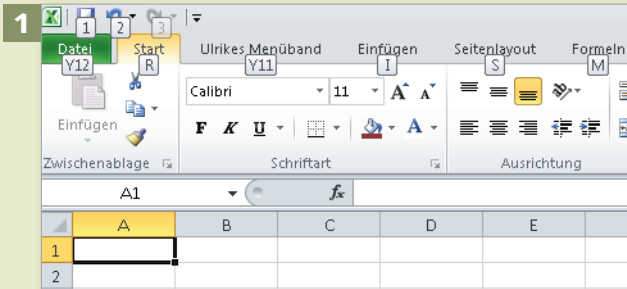 1
1 2 3
Datei Start Ulrikes Menüband Einfügen Seitenlayout Formeln
Y12 R Y11 I S M
Calibri 11 A A
Einfügen
F K U A
Zwischenablage Schriftart Ausrichtung
A1 fx
A B C D E
1
2